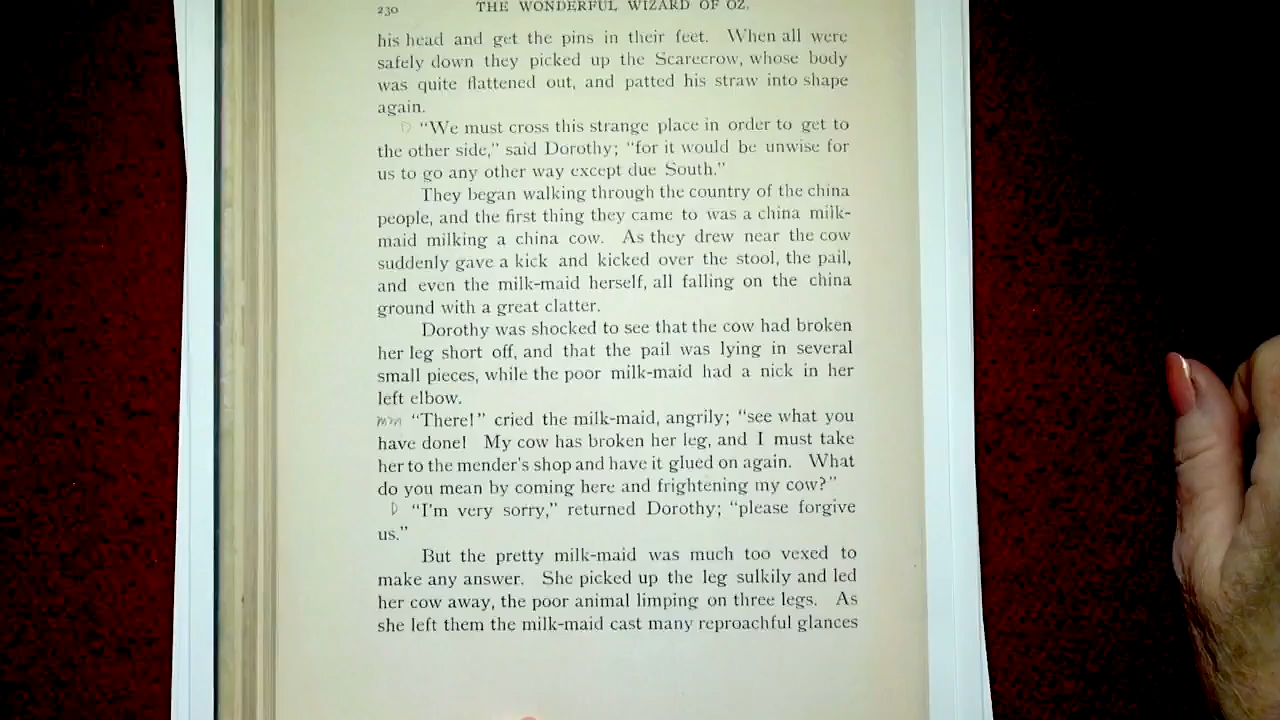 230 THE WONDERFUL WIZARD OF OZ.
his head and get the pins in their feet. When all were
safely down they picked up the Scarecrow, whose body
was quite flattened out, and patted his straw into shape
again.
D “We must cross this strange place in order to get to
the other side,” said Dorothy; “for it would be unwise for
us to go any other way except due South.”
They began walking through the country of the china
people, and the first thing they came to was a china milk-
maid milking a china cow. As they drew near the cow
suddenly gave a kick and kicked over the stool, the pail,
and even the milk-maid herself, all falling on the china
ground with a great clatter.
Dorothy was shocked to see that the cow had broken
her leg short off, and that the pail was lying in several
small pieces, while the poor milk-maid had a nick in her
left elbow.
mm “There!” cried the milk-maid, angrily; “see what you
have done! My cow has broken her leg, and I must take
her to the mender's shop and have it glued on again. What
do you mean by coming here and frightening my cow?”
D “I'm very sorry,” returned Dorothy; “please forgive
us.”
But the pretty milk-maid was much too vexed to
make any answer. She picked up the leg sulkily and led
her cow away, the poor animal limping on three legs. As
she left them the milk-maid cast many reproachful glances